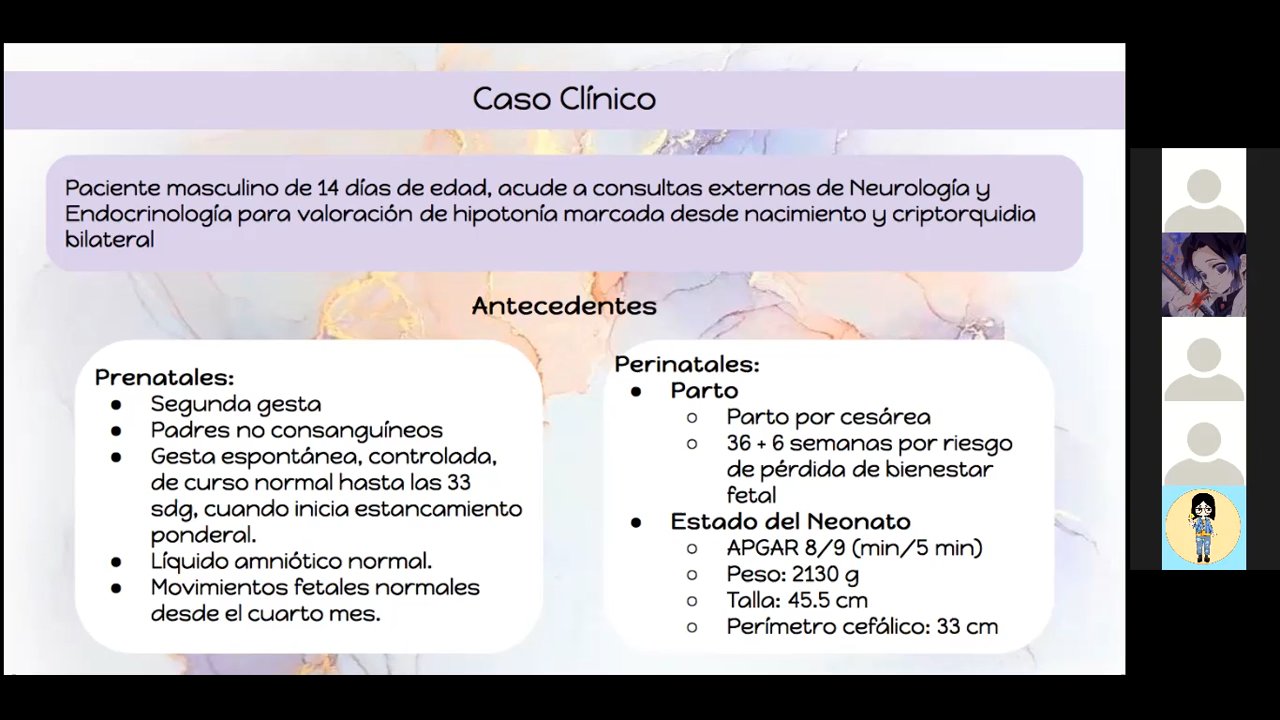 Caso Clínico
Paciente masculino de 14 días de edad, acude a consultas externas de Neurología y
Endocrinología para valoración de hipotonía marcada desde nacimiento y criptorquidia
bilateral
Antecedentes
Prenatales:
● Segunda gesta
● Padres no consanguíneos
● Gesta espontánea, controlada,
de curso normal hasta las 33
sdg, cuando inicia estancamiento
ponderal.
● Líquido amniótico normal.
● Movimientos fetales normales
desde el cuarto mes.
Perinatales:
● Parto
○ Parto por cesárea
○ 36 + 6 semanas por riesgo
de pérdida de bienestar
fetal
● Estado del Neonato
○ APGAR 8/9 (min/5 min)
○ Peso: 2130 g
○ Talla: 45.5 cm
○ Perímetro cefálico: 33 cm